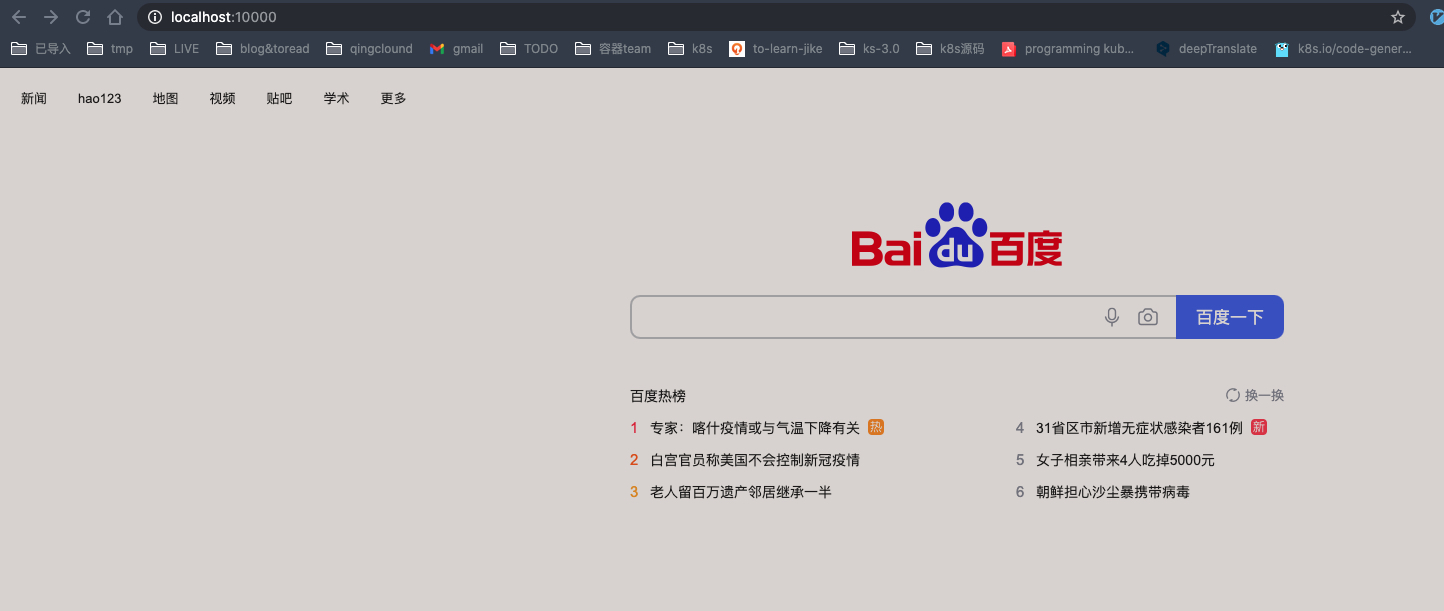 localhost:10000
已导入 tmp LIVE blog&toread qingclound gmail TODO 容器team k8s to-learn-jike ks-3.0 k8s源码 programming kub... deepTranslate k8s.io/code-gener...
新闻 hao123 地图 视频 贴吧 学术 更多
Bai du 百度
百度一下
百度热榜 换一换
1 专家：喀什疫情或与气温下降有关 热
4 31省区市新增无症状感染者161例 新
2 白宫官员称美国不会控制新冠疫情
5 女子相亲带来4人吃掉5000元
3 老人留百万遗产邻居继承一半
6 朝鲜担心沙尘暴携带病毒